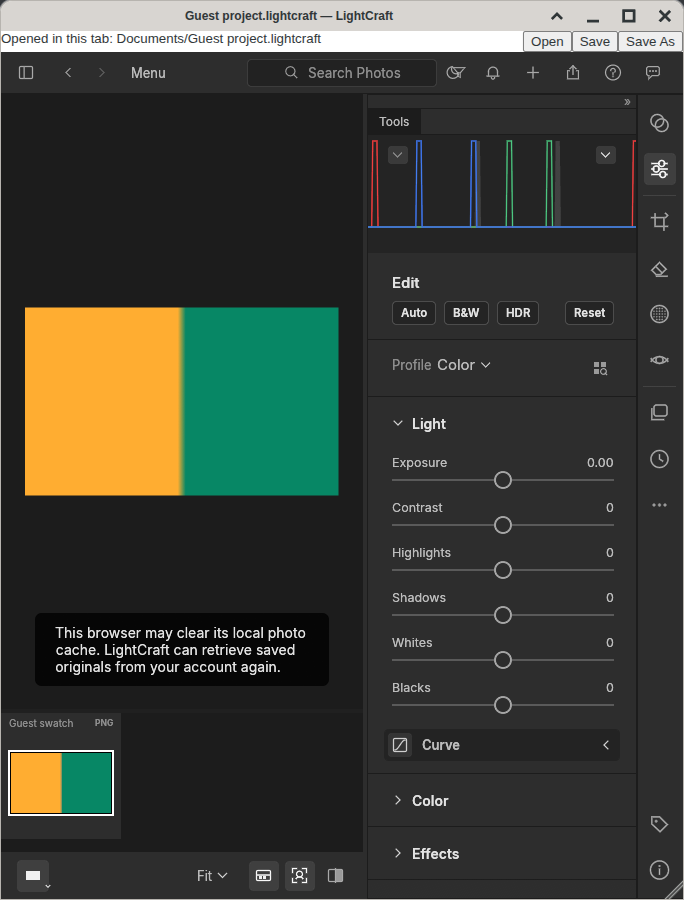 Guest project.lightcraft — LightCraft
Opened in this tab: Documents/Guest project.lightcraft
Open
Save
Save As
Menu
Search Photos
Tools
Edit
Auto
B&W
HDR
Reset
Profile Color
Light
Exposure 0.00
Contrast 0
Highlights 0
Shadows 0
Whites 0
Blacks 0
Curve
Color
Effects
This browser may clear its local photo
cache. LightCraft can retrieve saved
originals from your account again.
Guest swatch PNG
Fit